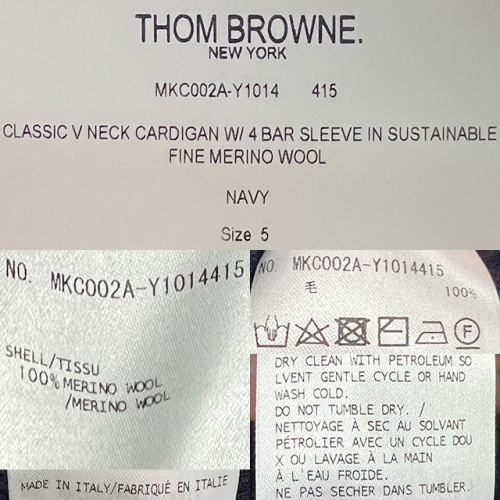 THOM BROWNE.
NEW YORK
MKC002A-Y1014 415
CLASSIC V NECK CARDIGAN W/ 4 BAR SLEEVE IN SUSTAINABLE
FINE MERINO WOOL
NAVY
Size 5
NO. MKC002A-Y1014415
SHELL/TISSU
100% MERINO WOOL
/MERINO WOOL
MADE IN ITALY/FABRIQUÉ EN ITALIE
NO. MKC002A-Y1014415
毛 100%
F
DRY CLEAN WITH PETROLEUM SO
LVENT GENTLE CYCLE OR HAND
WASH COLD.
DO NOT TUMBLE DRY. /
NETTOYAGE À SEC AU SOLVANT
PÉTROLIER AVEC UN CYCLE DOU
X OU LAVAGE À LA MAIN
À L'EAU FROIDE.
NE PAS SECHER DANS TUMBLER.